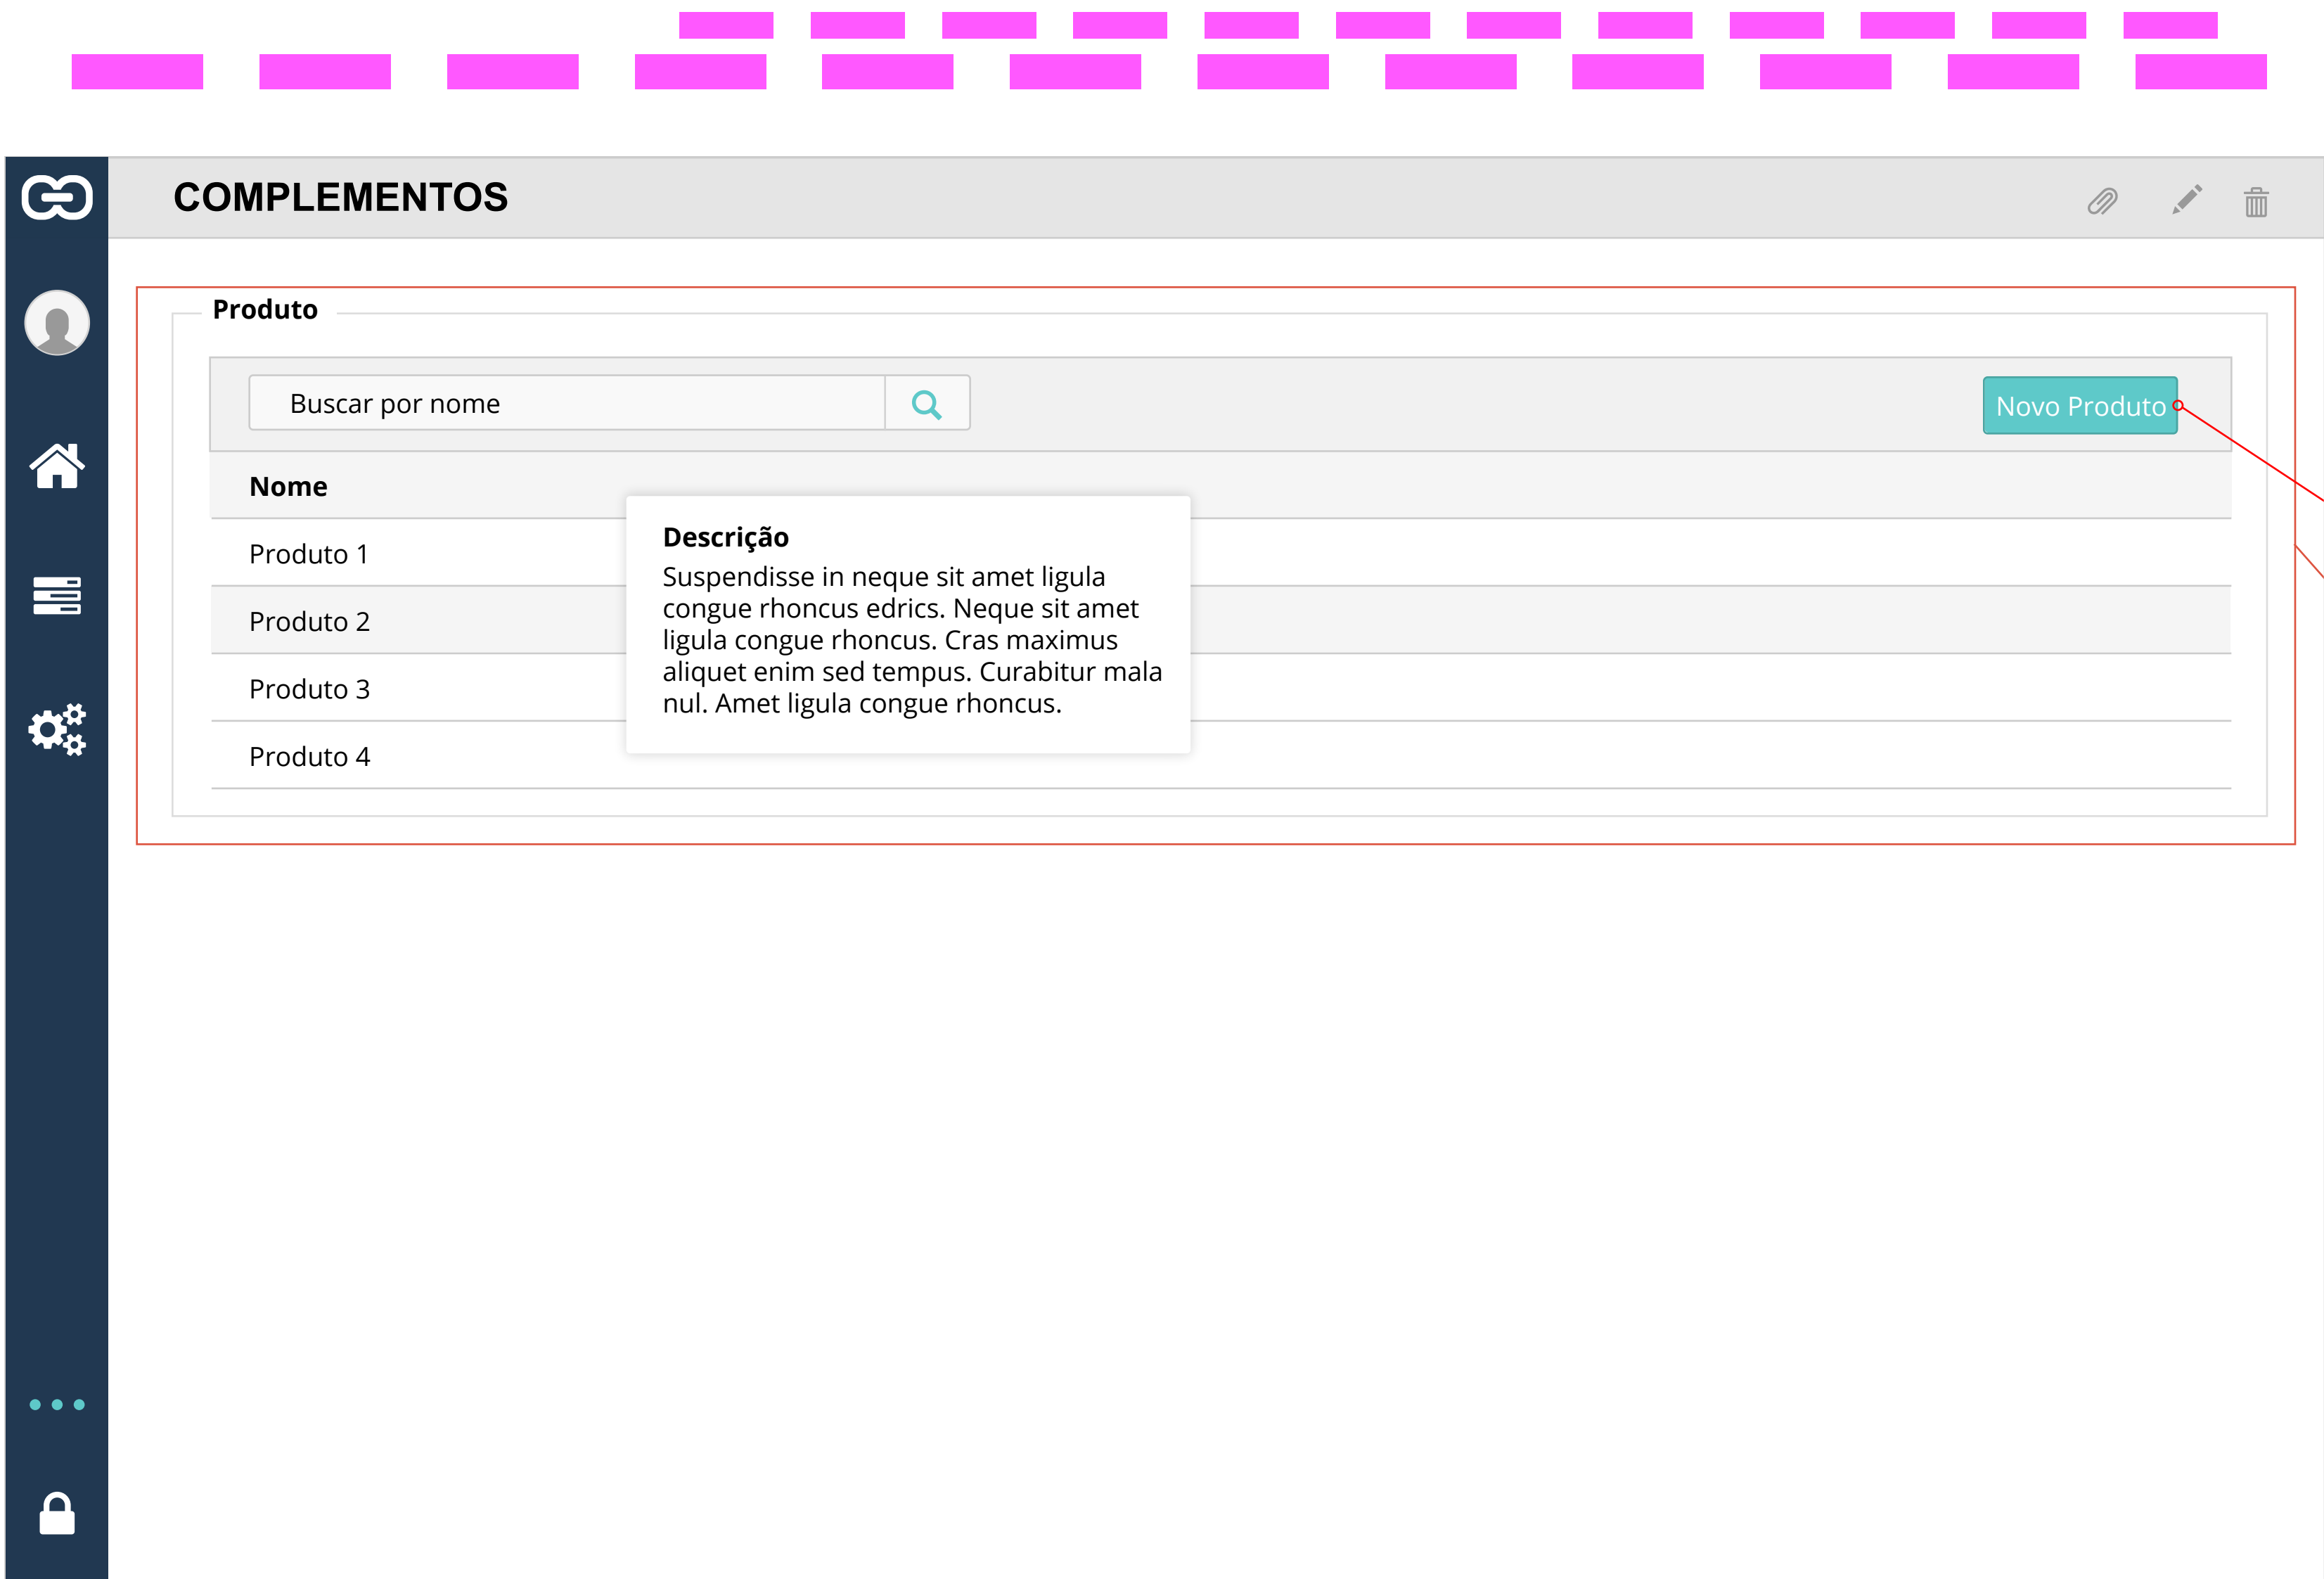 COMPLEMENTOS
Produto
Buscar por nome
Novo Produto
Nome
Produto 1
Produto 2
Produto 3
Produto 4
Descrição
Suspendisse in neque sit amet ligula
congue rhoncus edrics. Neque sit amet
ligula congue rhoncus. Cras maximus
aliquet enim sed tempus. Curabitur mala
nul. Amet ligula congue rhoncus.